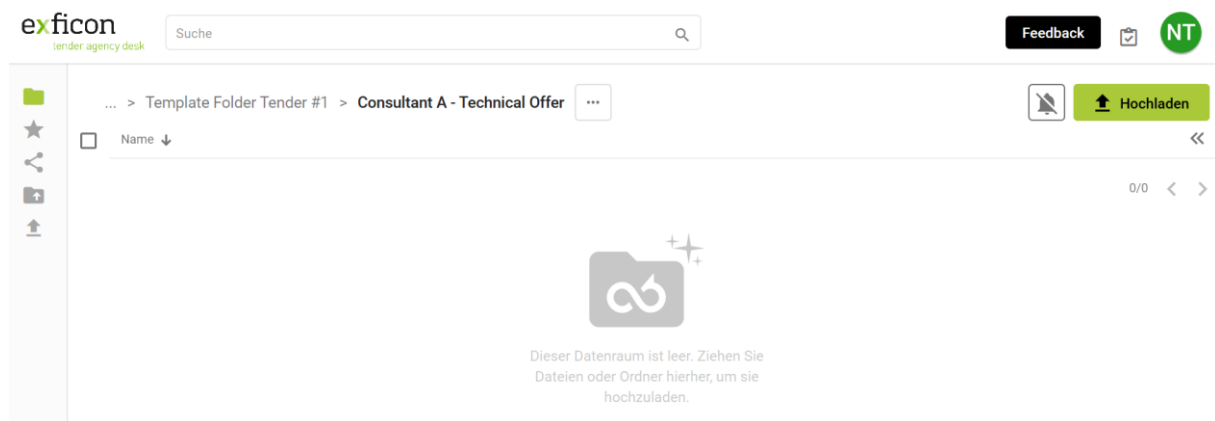 exficon
tender agency desk
Suche
Feedback
NT
... > Template Folder Tender #1 > Consultant A - Technical Offer ...
Hochladen
Name
0/0
Dieser Datenraum ist leer. Ziehen Sie
Dateien oder Ordner hierher, um sie
hochzuladen.